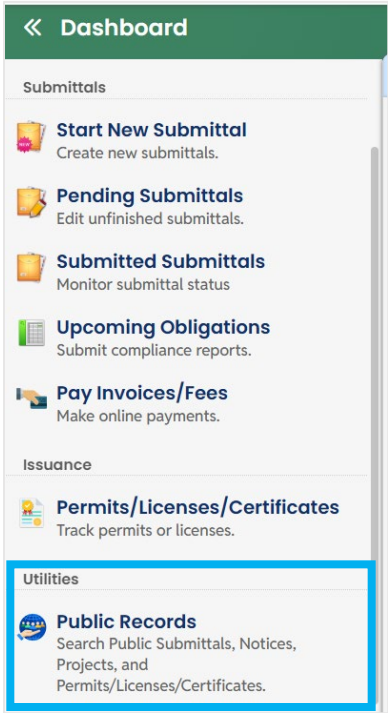 « Dashboard
Submittals
Start New Submittal
Create new submittals.
Pending Submittals
Edit unfinished submittals.
Submitted Submittals
Monitor submittal status
Upcoming Obligations
Submit compliance reports.
Pay Invoices/Fees
Make online payments.
Issuance
Permits/Licenses/Certificates
Track permits or licenses.
Utilities
Public Records
Search Public Submittals, Notices,
Projects, and
Permits/Licenses/Certificates.